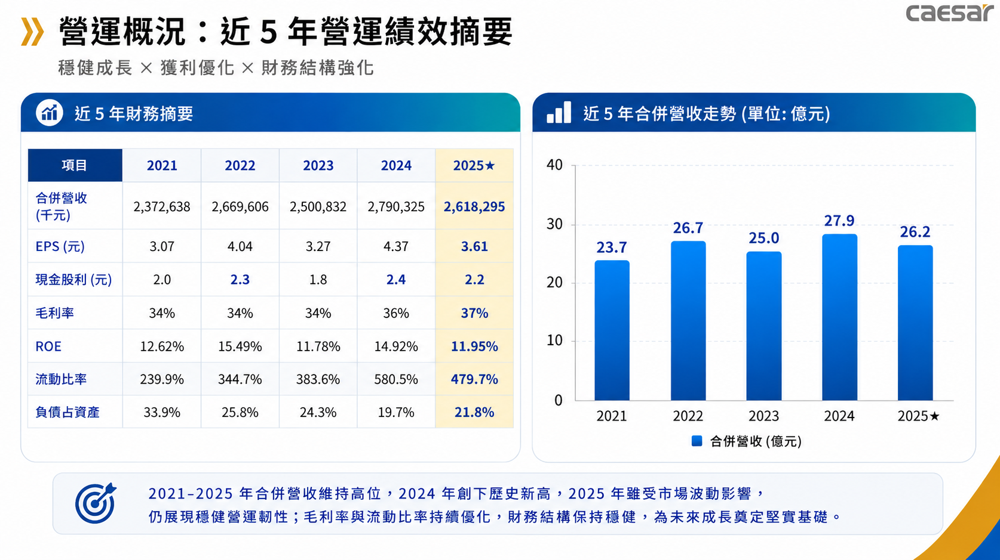 caesar
營運概況：近 5 年營運績效摘要
穩健成長 × 獲利優化 × 財務結構強化
近 5 年財務摘要
項目 2021 2022 2023 2024 2025★
合併營收
(千元) 2,372,638 2,669,606 2,500,832 2,790,325 2,618,295
EPS (元) 3.07 4.04 3.27 4.37 3.61
現金股利 (元) 2.0 2.3 1.8 2.4 2.2
毛利率 34% 34% 34% 36% 37%
ROE 12.62% 15.49% 11.78% 14.92% 11.95%
流動比率 239.9% 344.7% 383.6% 580.5% 479.7%
負債占資產 33.9% 25.8% 24.3% 19.7% 21.8%
近 5 年合併營收走勢 (單位: 億元)
40
30
20
10
0
23.7 26.7 25.0 27.9 26.2
2021 2022 2023 2024 2025★
合併營收 (億元)
2021–2025 年合併營收維持高位，2024 年創下歷史新高，2025 年雖受市場波動影響，
仍展現穩健營運韌性；毛利率與流動比率持續優化，財務結構保持穩健，為未來成長奠定堅實基礎。